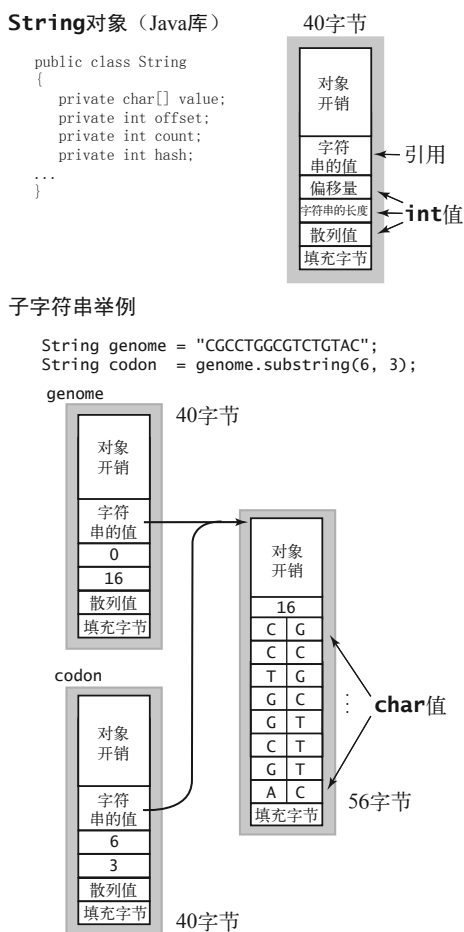 String对象（Java库）
40字节
public class String
{
private char[] value;
private int offset;
private int count;
private int hash;
...
}
对象
开销
字符
串的值
引用
偏移量
字符串的长度
int值
散列值
填充字节
子字符串举例
String genome = "CGCCTGGCGTCTGTAC";
String codon = genome.substring(6, 3);
genome
40字节
对象
开销
字符
串的值
0
16
散列值
填充字节
codon
对象
开销
字符
串的值
6
3
散列值
填充字节
40字节
对象
开销
16
C G
C C
T G
G C
G T
C T
G T
A C
填充字节
⋮
char值
56字节